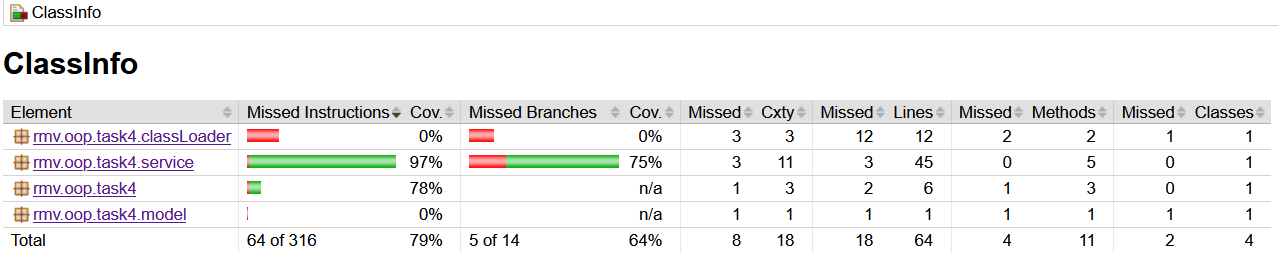 ClassInfo
ClassInfo
Element Missed Instructions Cov. Missed Branches Cov. Missed Cxty Missed Lines Missed Methods Missed Classes
rmv.oop.task4.classLoader 0% 0% 3 3 12 12 2 2 1 1
rmv.oop.task4.service 97% 75% 3 11 3 45 0 5 0 1
rmv.oop.task4 78% n/a 1 3 2 6 1 3 0 1
rmv.oop.task4.model 0% n/a 1 1 1 1 1 1 1 1
Total 64 of 316 79% 5 of 14 64% 8 18 18 64 4 11 2 4